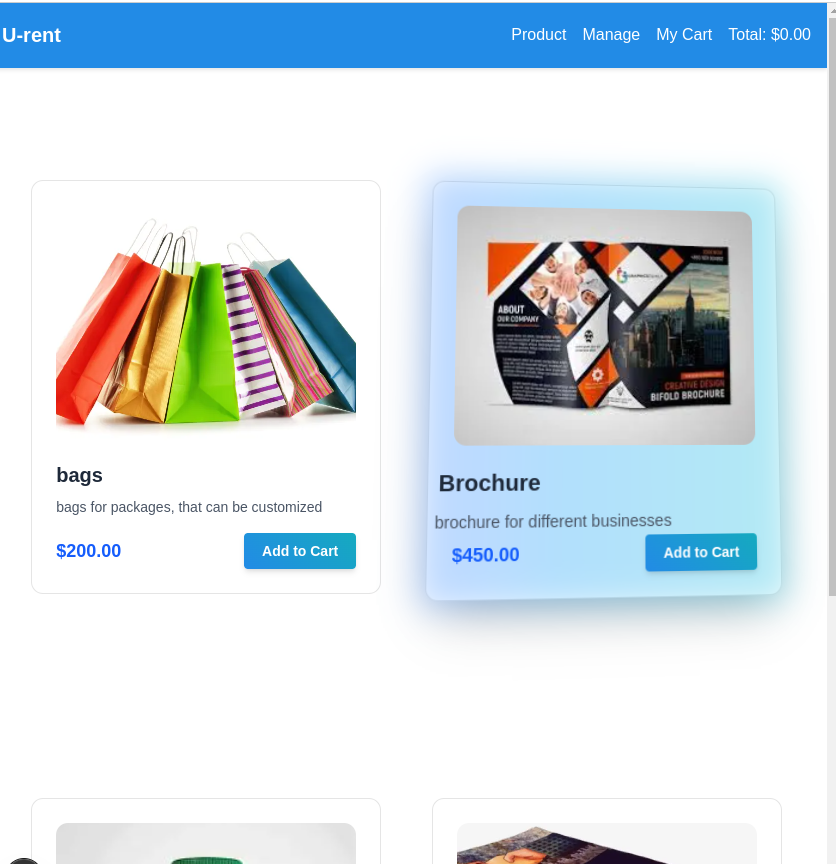 U-rent
Product Manage My Cart Total: $0.00
bags
bags for packages, that can be customized
$200.00
Add to Cart
ABOUT
OUR COMPANY
CREATIVE DESIGN
BIFOLD BROCHURE
Brochure
brochure for different businesses
$450.00
Add to Cart